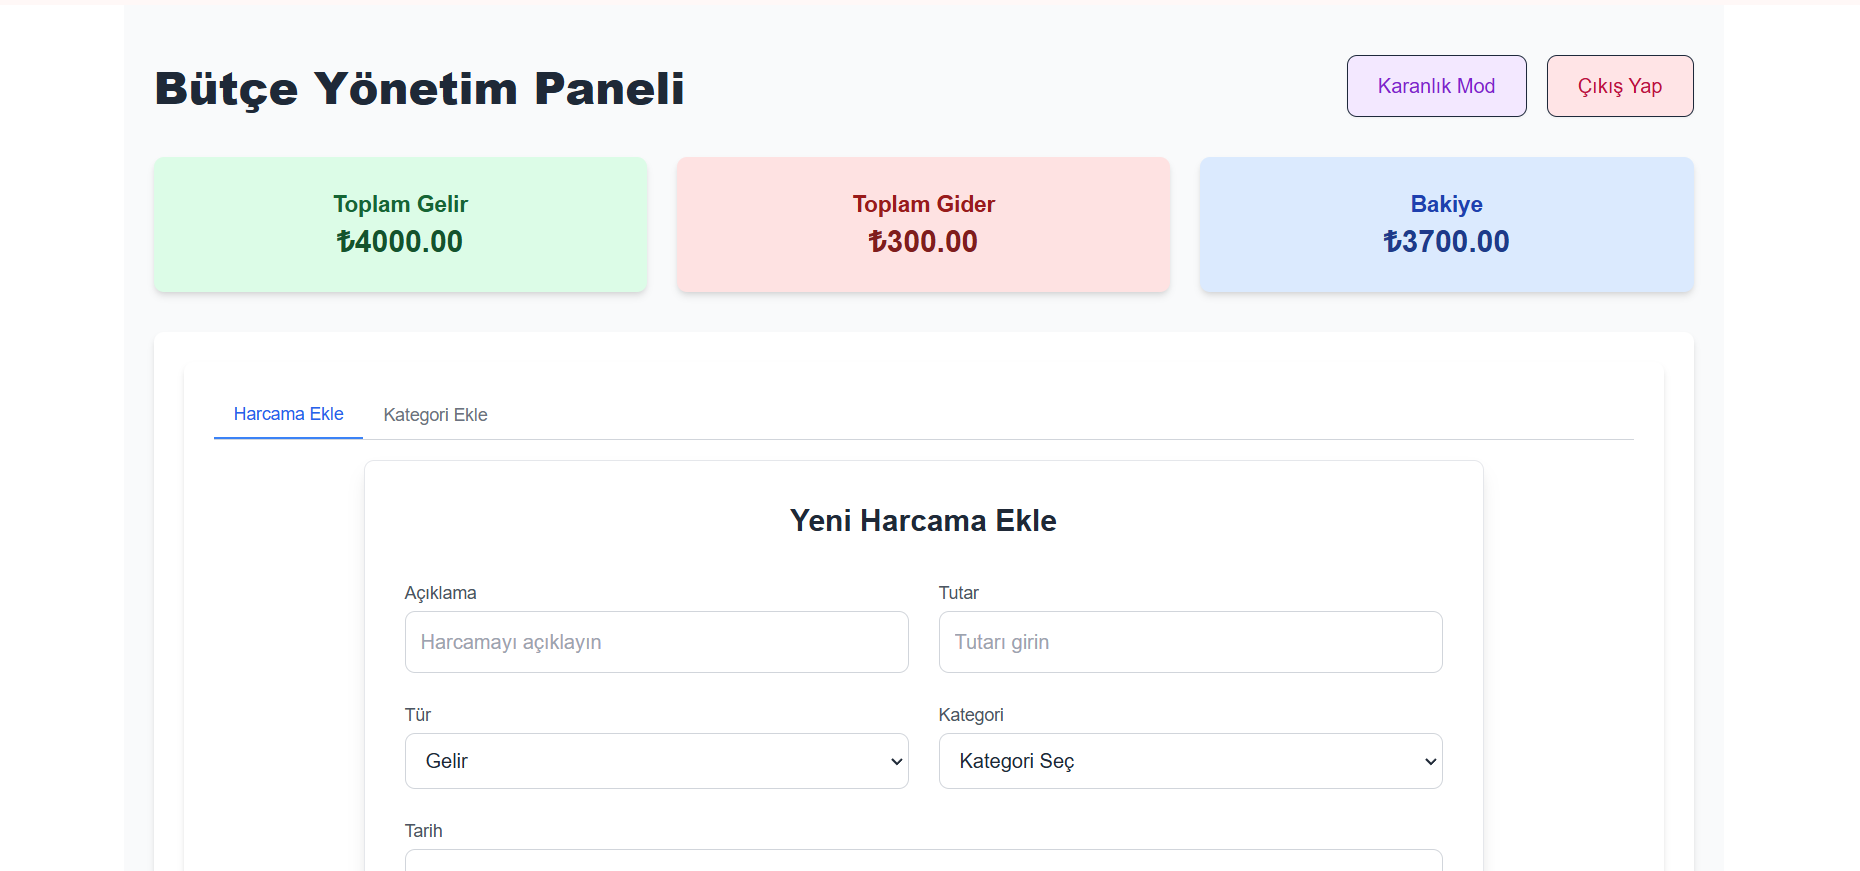 Bütçe Yönetim Paneli
Karanlık Mod
Çıkış Yap
Toplam Gelir
₺4000.00
Toplam Gider
₺300.00
Bakiye
₺3700.00
Harcama Ekle
Kategori Ekle
Yeni Harcama Ekle
Açıklama
Tutar
Harcamayı açıklayın
Tutarı girin
Tür
Kategori
Gelir
Kategori Seç
Tarih